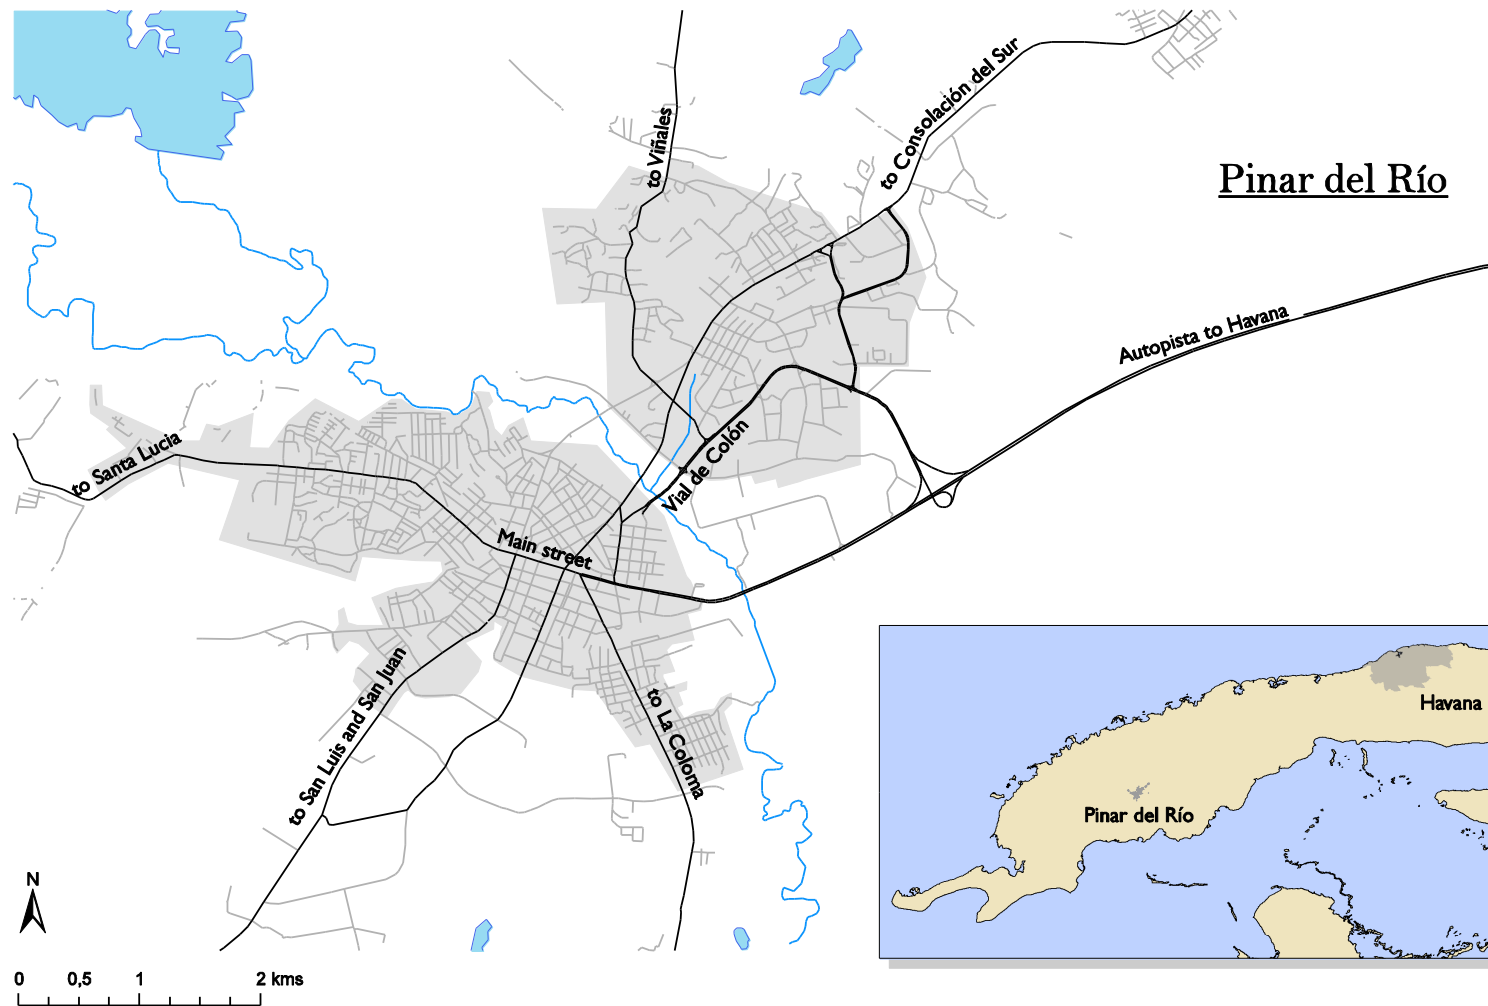 to Consolación del Sur
to Viñales
Pinar del Río
Autopista to Havana
to Santa Lucia
Vial de Colón
Main street
to San Luis and San Juan
to La Coloma
Havana
Pinar del Río
N
0 0,5 1 2 kms